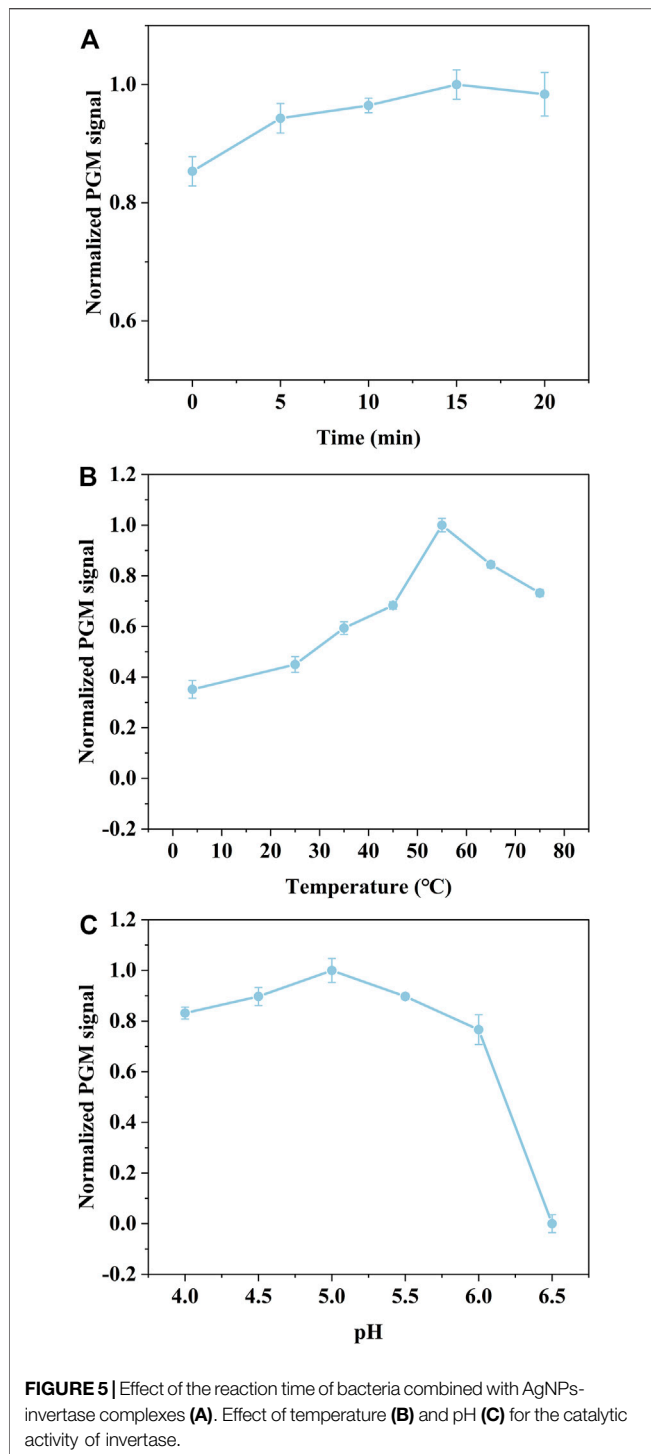 A
Normalized PGM signal
1.0
0.8
0.6
0 5 10 15 20
Time (min)
B
Normalized PGM signal
1.2
1.0
0.8
0.6
0.4
0.2
0.0
-0.2
0 10 20 30 40 50 60 70 80
Temperature (°C)
C
Normalized PGM signal
1.2
1.0
0.8
0.6
0.4
0.2
0.0
-0.2
4.0 4.5 5.0 5.5 6.0 6.5
pH
FIGURE 5 | Effect of the reaction time of bacteria combined with AgNPs-
invertase complexes (A). Effect of temperature (B) and pH (C) for the catalytic
activity of invertase.